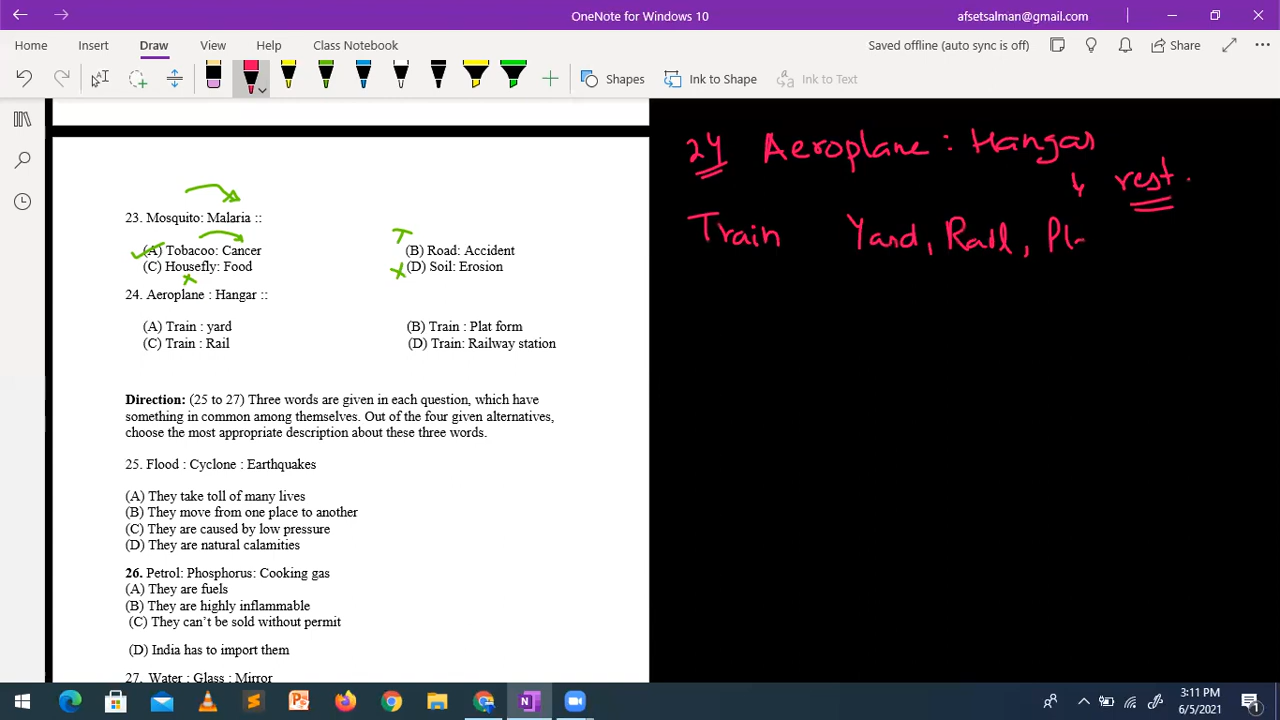 OneNote for Windows 10
afsetsalman@gmail.com
Home Insert Draw View Help Class Notebook
Saved offline (auto sync is off)
Share
Shapes
Ink to Shape
Ink to Text
23. Mosquito: Malaria ::
(A) Tobacoo: Cancer (B) Road: Accident
(C) Housefly: Food (D) Soil: Erosion
24. Aeroplane : Hangar ::
(A) Train : yard (B) Train : Plat form
(C) Train : Rail (D) Train: Railway station
Direction: (25 to 27) Three words are given in each question, which have
something in common among themselves. Out of the four given alternatives,
choose the most appropriate description about these three words.
25. Flood : Cyclone : Earthquakes
(A) They take toll of many lives
(B) They move from one place to another
(C) They are caused by low pressure
(D) They are natural calamities
26. Petrol: Phosphorus: Cooking gas
(A) They are fuels
(B) They are highly inflammable
(C) They can't be sold without permit
(D) India has to import them
27. Water : Glass : Mirror
24 Aeroplane : Hangar
rest.
Train Yard, Rail, Pl
3:11 PM
6/5/2021